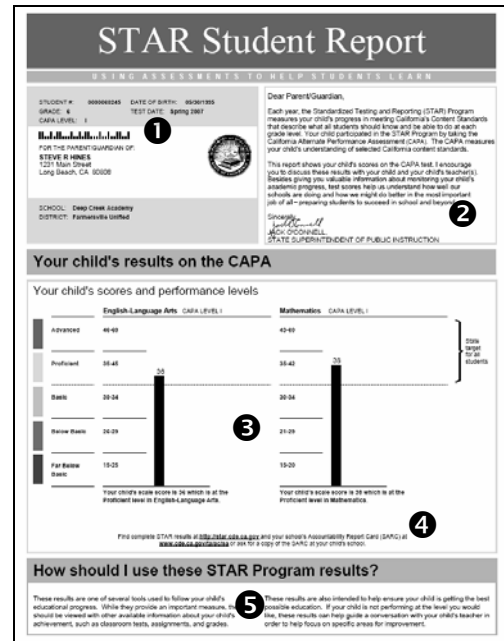 STAR Student Report
USING ASSESSMENTS TO HELP STUDENTS LEARN
STUDENT #: DATE OF BIRTH: 05/30/1995
GRADE: 6 TEST DATE: Spring 2007
CAPA LEVEL: I
❶
FOR THE PARENT/GUARDIAN OF:
STEVE R HINES
1231 Main Street
Long Beach, CA
SCHOOL: Deep Creek Academy
DISTRICT: Farmersville Unified
Dear Parent/Guardian,
Each year, the Standardized Testing and Reporting (STAR) Program
measures your child's progress in meeting California's Content Standards
that describe what all students should know and be able to do at each
grade level. Your child participated in the STAR Program by taking the
California Alternate Performance Assessment (CAPA). The CAPA measures
your child's understanding of selected California content standards.
This report shows your child's scores on the CAPA test. I encourage
you to discuss these results with your child and your child's teacher(s).
Besides giving you valuable information about monitoring your child's
academic progress, test scores help us understand how well our
schools are doing and how we might do better in the most important
job of all—preparing students to succeed in school and beyond.
❷
Sincerely,
JACK O'CONNELL
STATE SUPERINTENDENT OF PUBLIC INSTRUCTION
Your child's results on the CAPA
Your child's scores and performance levels
English-Language Arts CAPA LEVEL I
Mathematics CAPA LEVEL I
Advanced
Proficient 35-45 36 35-42 38
State
target
for all
students
Basic 30-34 30-34
❸
Below Basic
Far Below
Basic
Your child's scale score is 36 which is at the
Proficient level in English-Language Arts.
Your child's scale score is 38 which is at the
Proficient level in Mathematics.
❹
Find complete STAR results at http://star.cde.ca.gov and your school's Accountability Report Card (SARC) at
or ask for a copy of the SARC at your child's school.
How should I use these STAR Program results?
❺
These results are one of several tools used to follow your child's
educational progress. While they provide an important measure, they
should be viewed with other available information about your child's
achievement, such as classroom tests, assignments, and grades.
These results are also intended to help ensure your child is getting the best
possible education. If your child is not performing at the level you would
like, these results can help guide a conversation with your child's teacher in
order to help focus on specific areas for improvement.